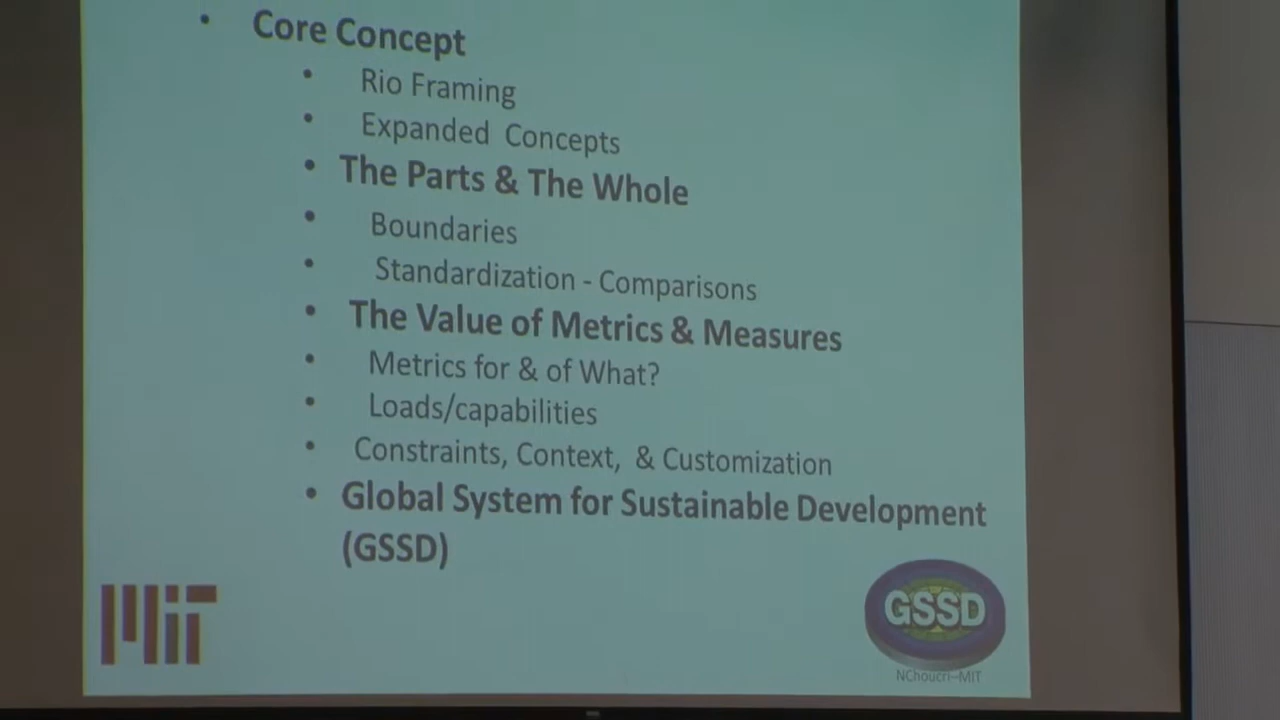 • Core Concept
• Rio Framing
• Expanded Concepts
• The Parts & The Whole
• Boundaries
• Standardization - Comparisons
• The Value of Metrics & Measures
• Metrics for & of What?
• Loads/capabilities
• Constraints, Context, & Customization
• Global System for Sustainable Development
(GSSD)
MIT
GSSD
NChoucri-MIT